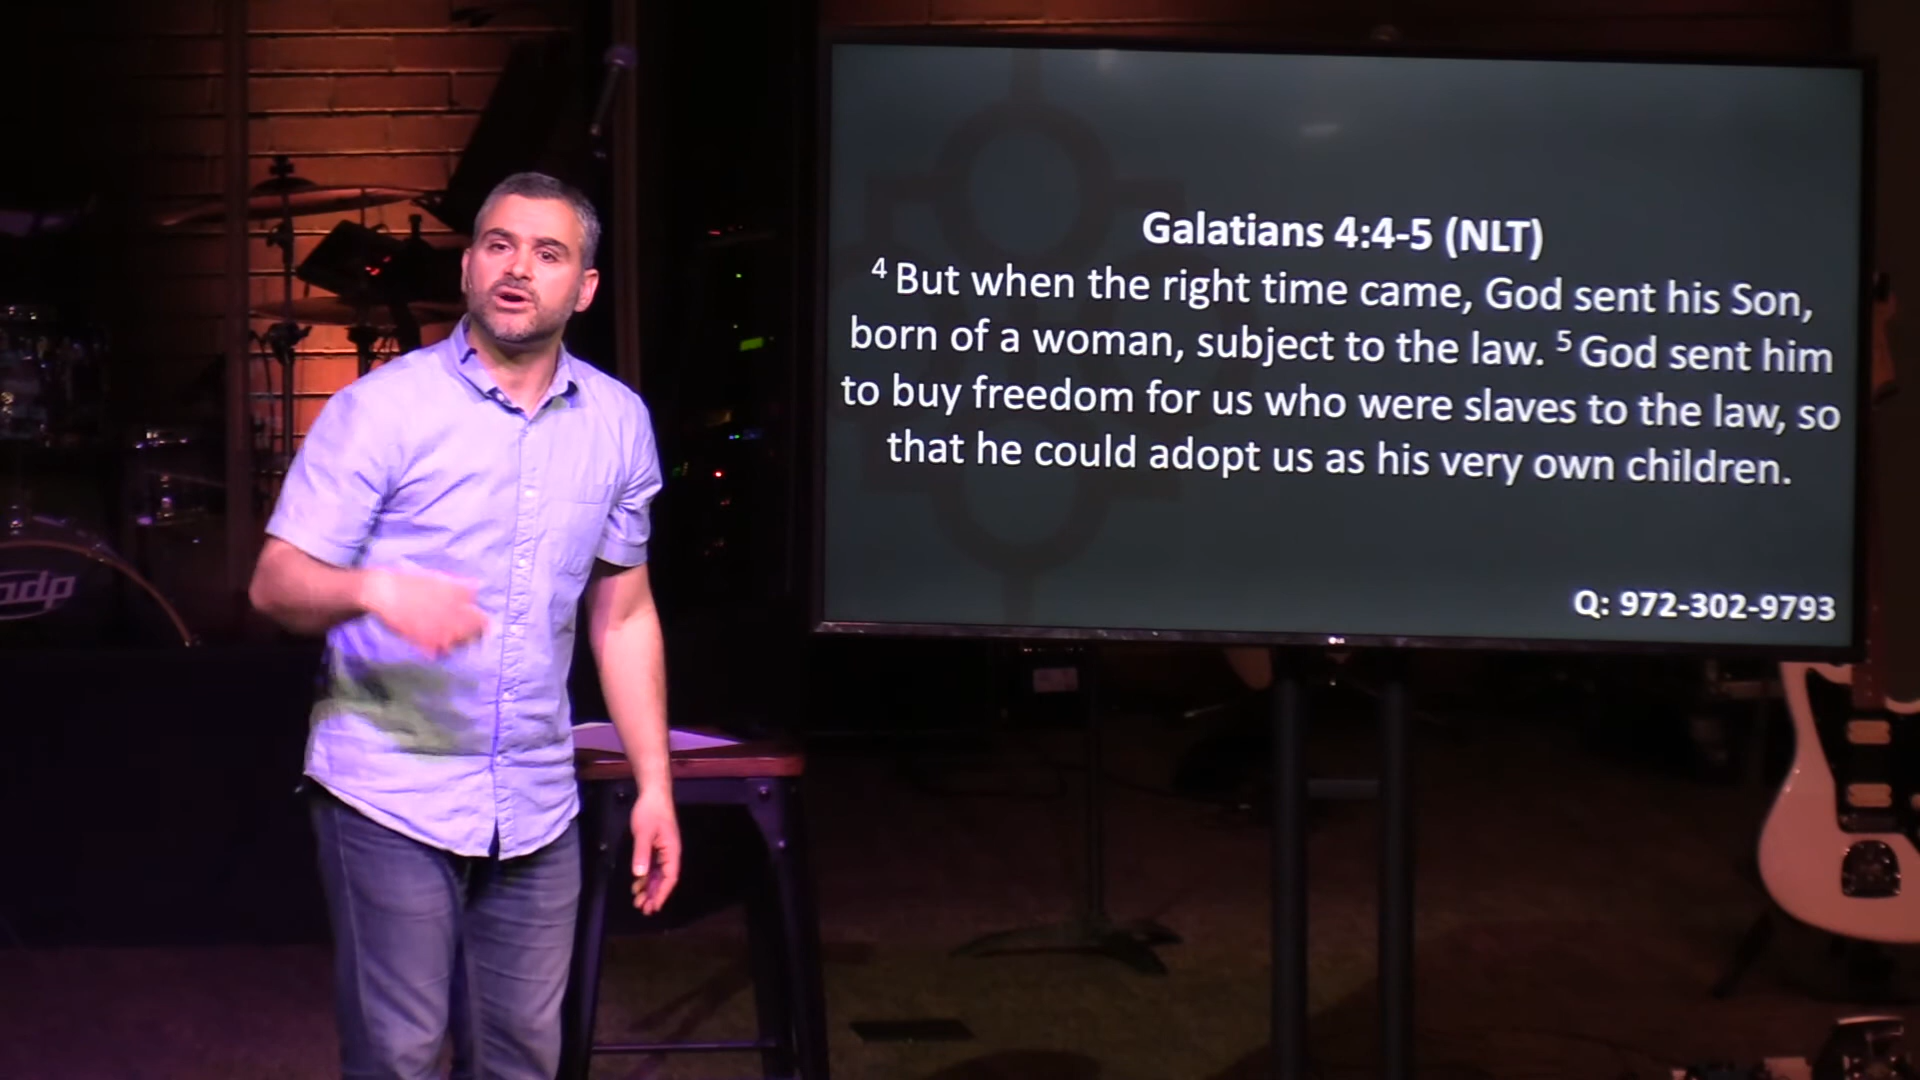 Galatians 4:4-5 (NLT)
4 But when the right time came, God sent his Son,
born of a woman, subject to the law. 5 God sent him
to buy freedom for us who were slaves to the law, so
that he could adopt us as his very own children.
Q: 972-302-9793
LG
adp